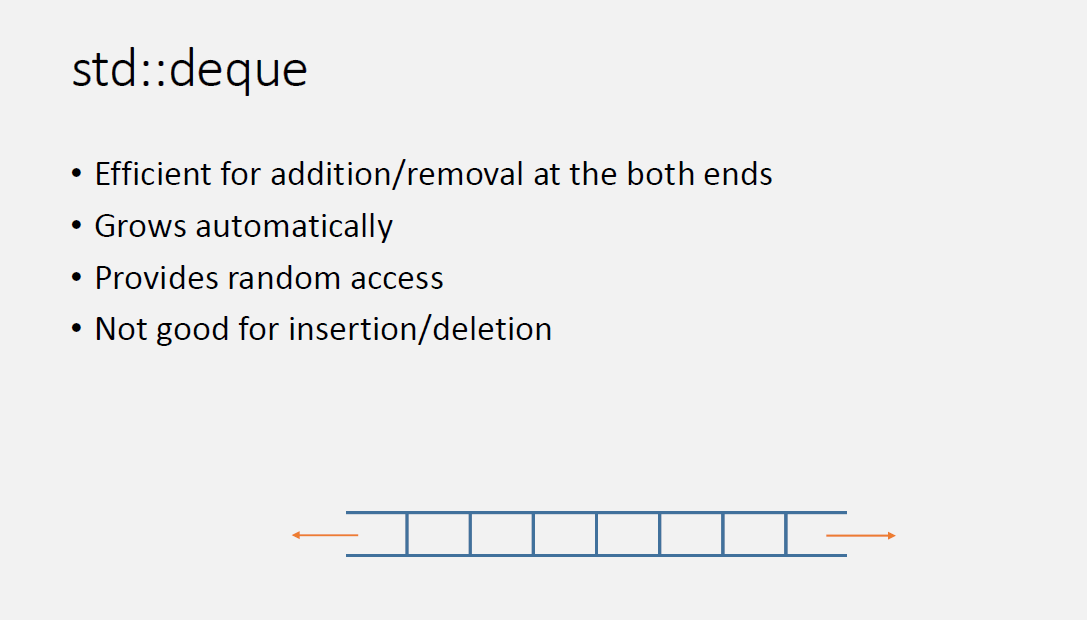 std::deque
• Efficient for addition/removal at the both ends
• Grows automatically
• Provides random access
• Not good for insertion/deletion